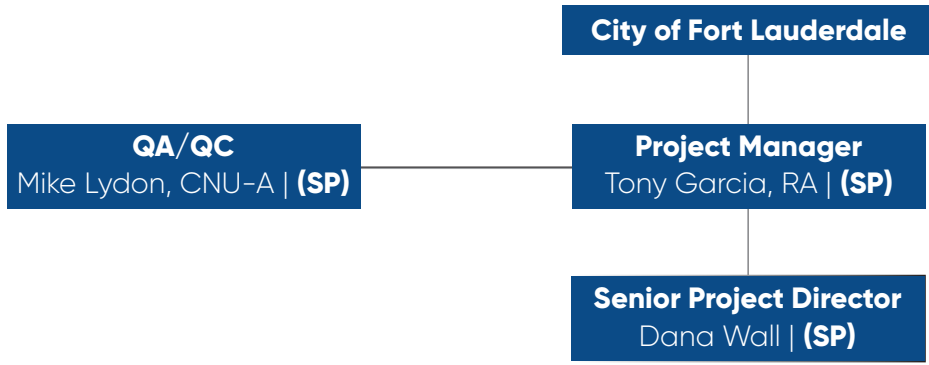 City of Fort Lauderdale
QA/QC
Mike Lydon, CNU-A | (SP)
Project Manager
Tony Garcia, RA | (SP)
Senior Project Director
Dana Wall | (SP)